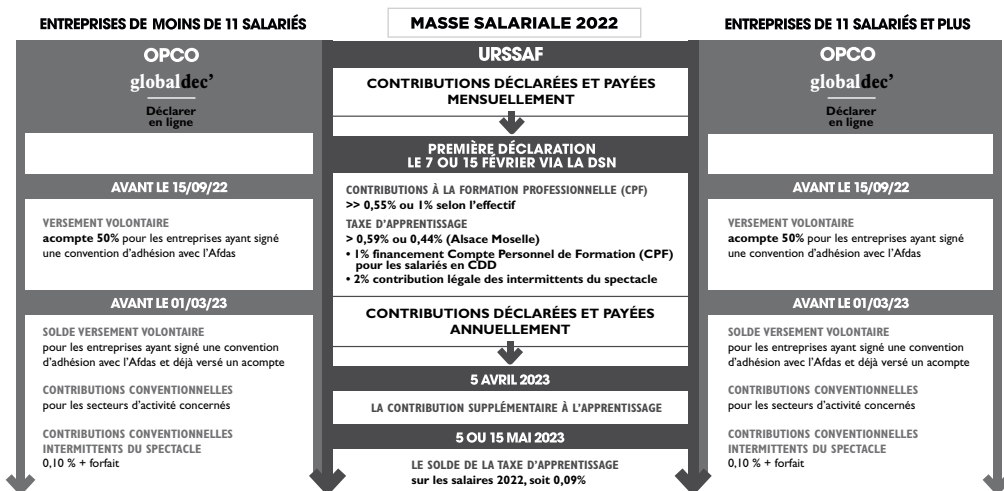 ENTREPRISES DE MOINS DE 11 SALARIÉS
OPCO
globaldec’
Déclarer
en ligne
AVANT LE 15/09/22
VERSEMENT VOLONTAIRE
acompte 50% pour les entreprises ayant signé
une convention d’adhésion avec l’Afdas
AVANT LE 01/03/23
SOLDE VERSEMENT VOLONTAIRE
pour les entreprises ayant signé une convention
d’adhésion avec l’Afdas et déjà versé un acompte
CONTRIBUTIONS CONVENTIONNELLES
pour les secteurs d’activité concernés
CONTRIBUTIONS CONVENTIONNELLES
INTERMITTENTS DU SPECTACLE
0,10 % + forfait
MASSE SALARIALE 2022
URSSAF
CONTRIBUTIONS DÉCLARÉES ET PAYÉES
MENSUELLEMENT
PREMIÈRE DÉCLARATION
LE 7 OU 15 FÉVRIER VIA LA DSN
CONTRIBUTIONS À LA FORMATION PROFESSIONNELLE (CPF)
>> 0,55% ou 1% selon l’effectif
TAXE D’APPRENTISSAGE
> 0,59% ou 0,44% (Alsace Moselle)
• 1% financement Compte Personnel de Formation (CPF)
pour les salariés en CDD
• 2% contribution légale des intermittents du spectacle
CONTRIBUTIONS DÉCLARÉES ET PAYÉES
ANNUELLEMENT
5 AVRIL 2023
LA CONTRIBUTION SUPPLÉMENTAIRE À L’APPRENTISSAGE
5 OU 15 MAI 2023
LE SOLDE DE LA TAXE D’APPRENTISSAGE
sur les salaires 2022, soit 0,09%
ENTREPRISES DE 11 SALARIÉS ET PLUS
OPCO
globaldec’
Déclarer
en ligne
AVANT LE 15/09/22
VERSEMENT VOLONTAIRE
acompte 50% pour les entreprises ayant signé
une convention d’adhésion avec l’Afdas
AVANT LE 01/03/23
SOLDE VERSEMENT VOLONTAIRE
pour les entreprises ayant signé une convention
d’adhésion avec l’Afdas et déjà versé un acompte
CONTRIBUTIONS CONVENTIONNELLES
pour les secteurs d’activité concernés
CONTRIBUTIONS CONVENTIONNELLES
INTERMITTENTS DU SPECTACLE
0,10 % + forfait